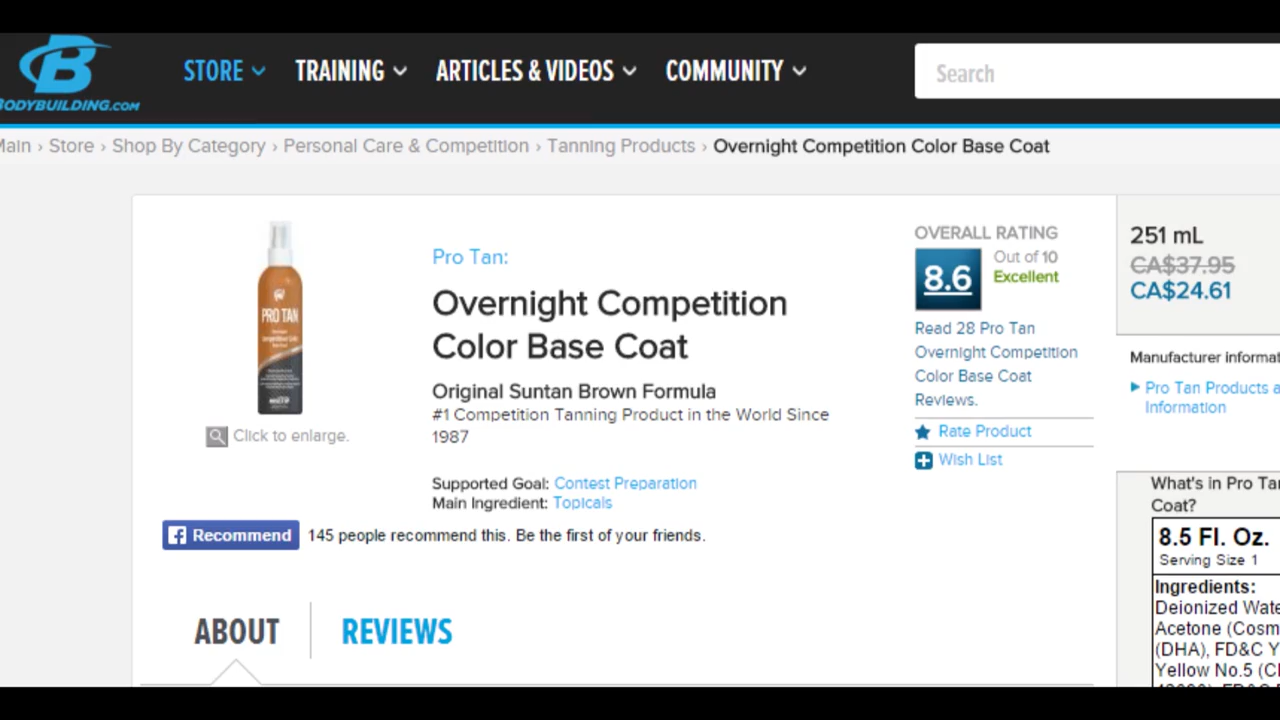 BODYBUILDING.COM
STORE TRAINING ARTICLES & VIDEOS COMMUNITY Search
Main › Store › Shop By Category › Personal Care & Competition › Tanning Products › Overnight Competition Color Base Coat
PRO TAN
Click to enlarge.
Pro Tan:
Overnight Competition
Color Base Coat
Original Suntan Brown Formula
#1 Competition Tanning Product in the World Since
1987
Supported Goal: Contest Preparation
Main Ingredient: Topicals
Recommend 145 people recommend this. Be the first of your friends.
OVERALL RATING
8.6
Out of 10
Excellent
Read 28 Pro Tan
Overnight Competition
Color Base Coat
Reviews.
Rate Product
Wish List
251 mL
CA$37.95
CA$24.61
Manufacturer informat
Pro Tan Products a
Information
What's in Pro Tan
Coat?
8.5 Fl. Oz.
Serving Size 1
Ingredients:
Deionized Wate
Acetone (Cosm
(DHA), FD&C Y
Yellow No.5 (CI
ABOUT REVIEWS